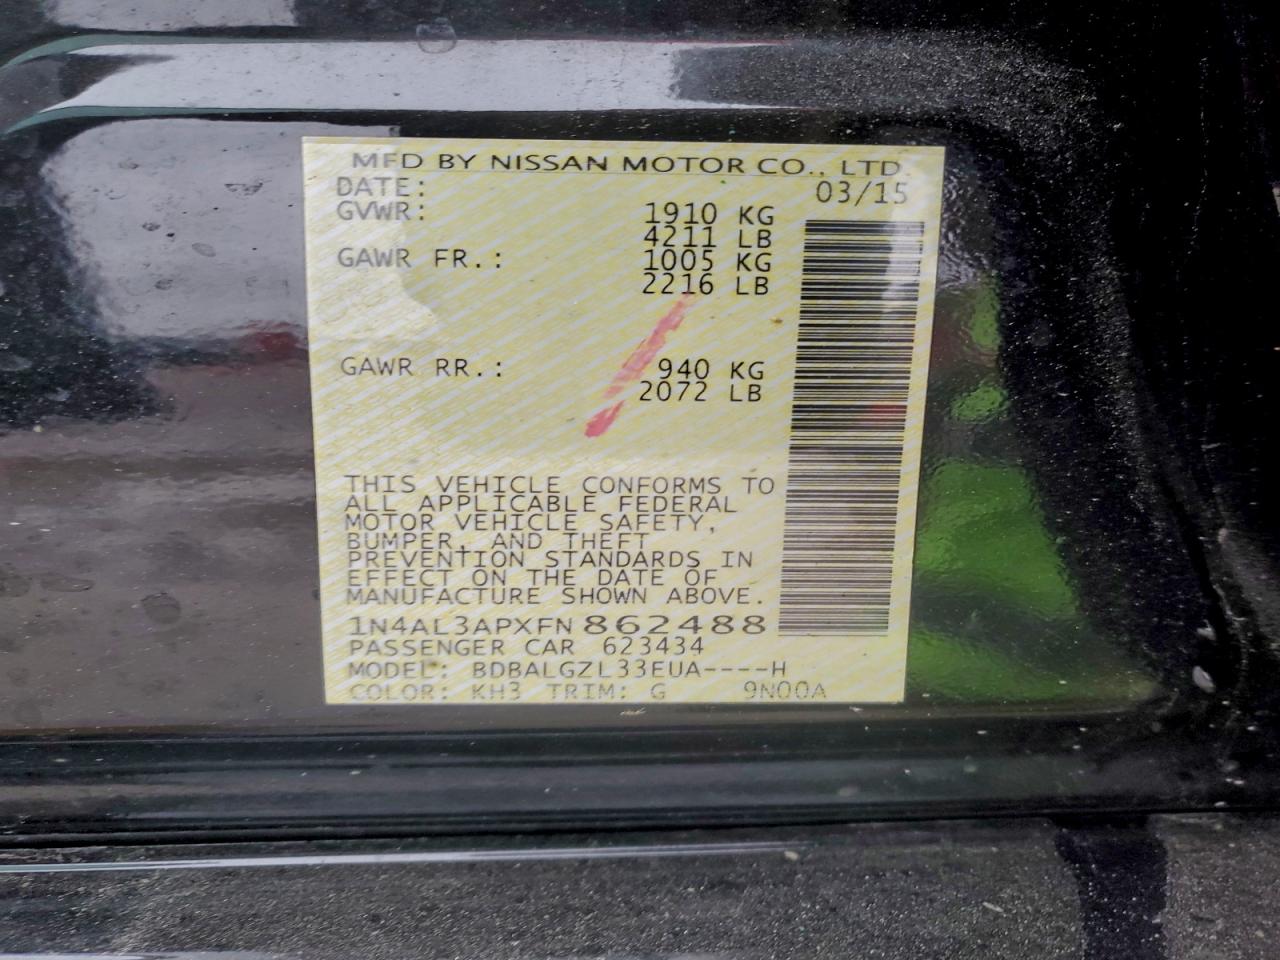 MFD BY NISSAN MOTOR CO., LTD.
DATE: 03/15
GVWR: 1910 KG
4211 LB
GAWR FR.: 1005 KG
2216 LB
GAWR RR.: 940 KG
2072 LB
THIS VEHICLE CONFORMS TO
ALL APPLICABLE FEDERAL
MOTOR VEHICLE SAFETY,
BUMPER, AND THEFT
PREVENTION STANDARDS IN
EFFECT ON THE DATE OF
MANUFACTURE SHOWN ABOVE.
1N4AL3APXFN862488
PASSENGER CAR 623434
MODEL: BDBALGZL33EUA----H
COLOR: KH3 TRIM: G 9N00A